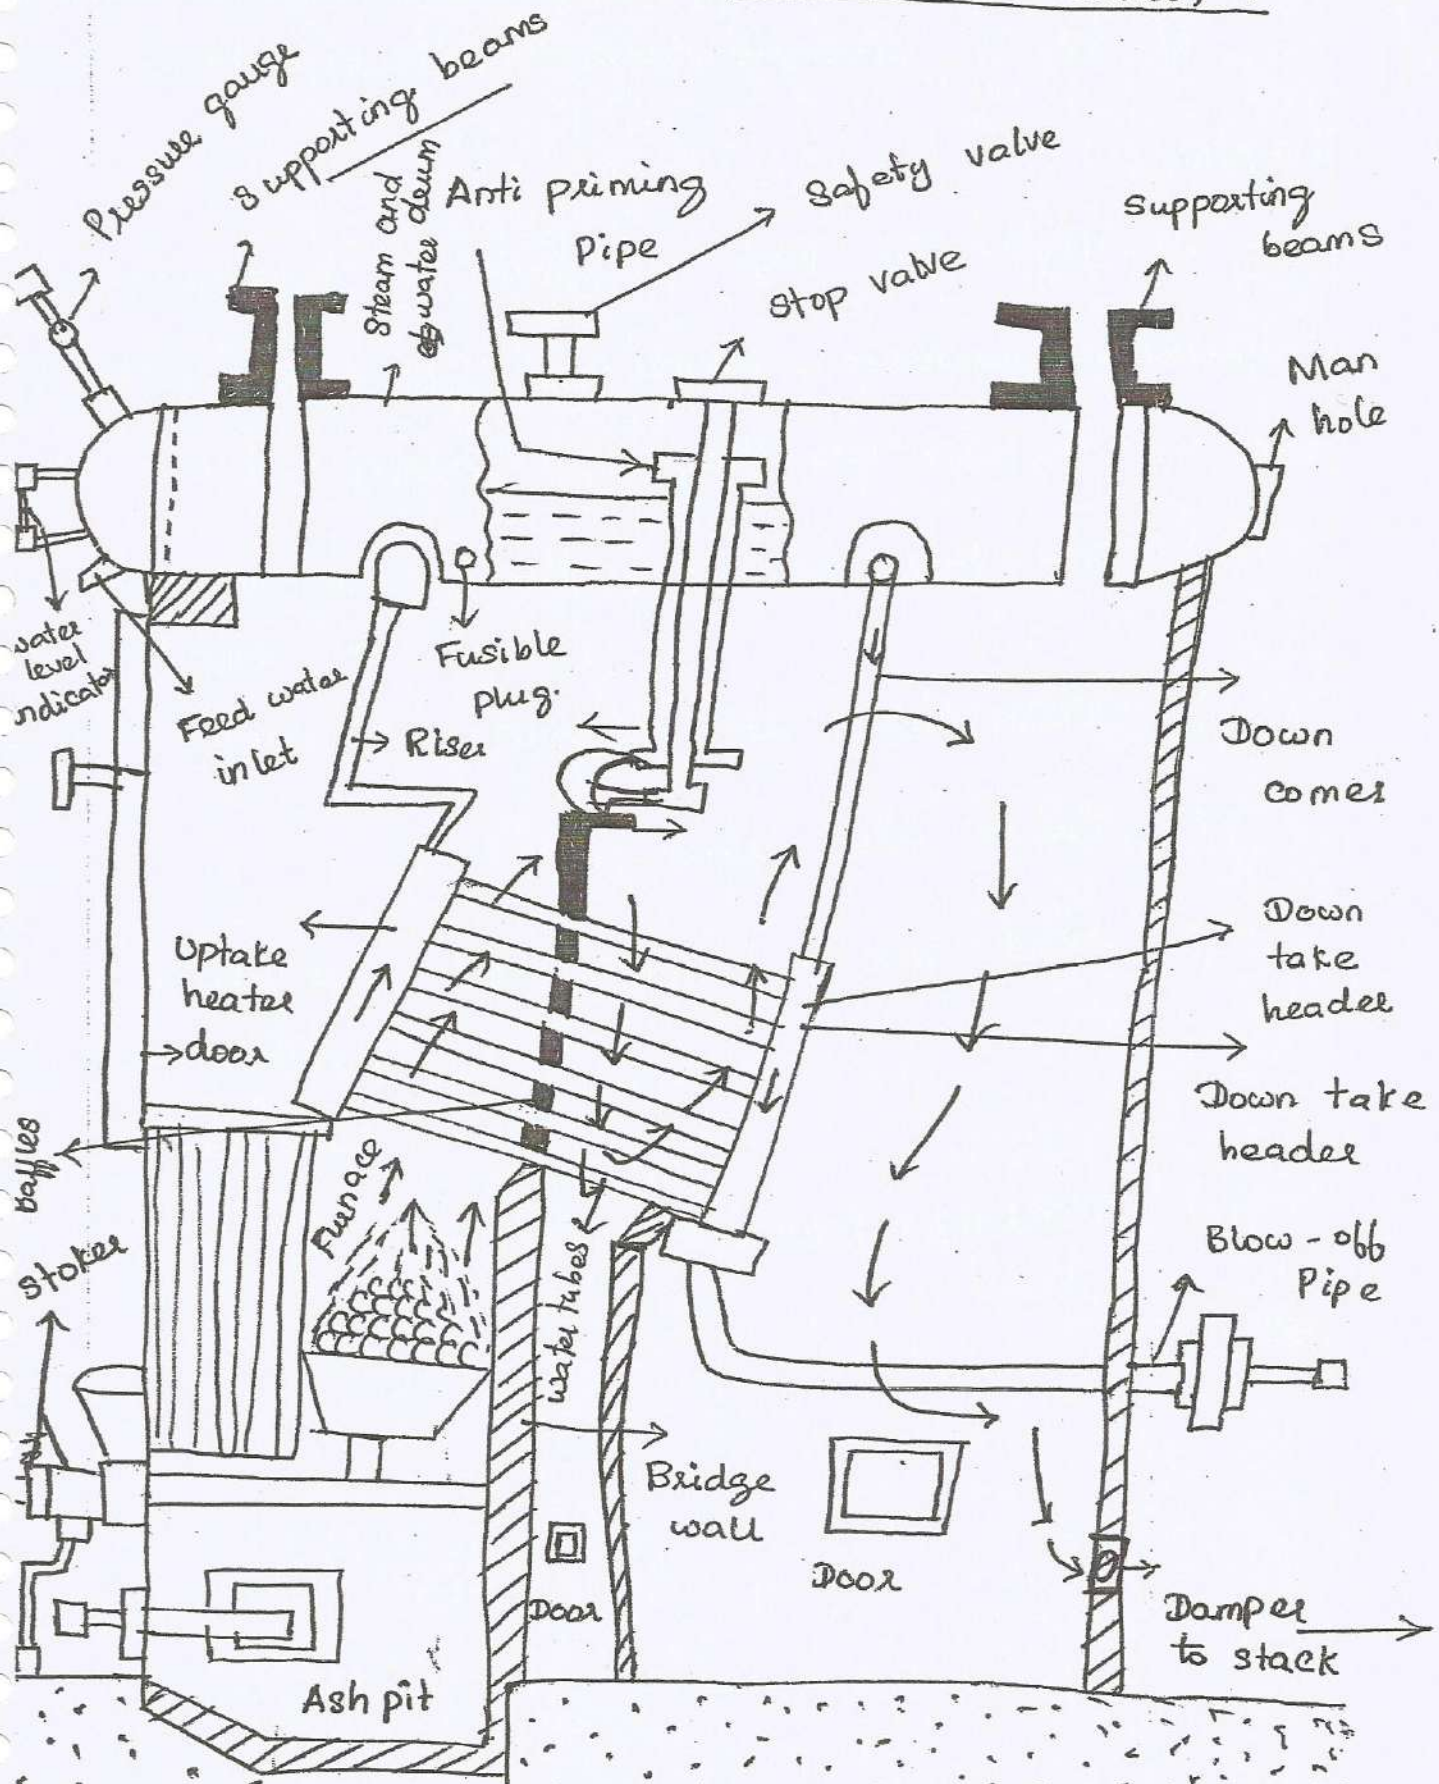 Pressure gauge
Supporting beams
Steam and
water drum
Anti priming
Pipe
Safety valve
Stop valve
Supporting
beams
Man
hole
water
level
indicator
Feed water
inlet
Fusible
plug.
Riser
Down
comer
Uptake
heater
door
Down
take
header
Down take
header
baffles
Stoker
Furnace
water tubes
Blow-off
Pipe
Bridge
wall
Door
Door
Damper
to stack
Ash pit